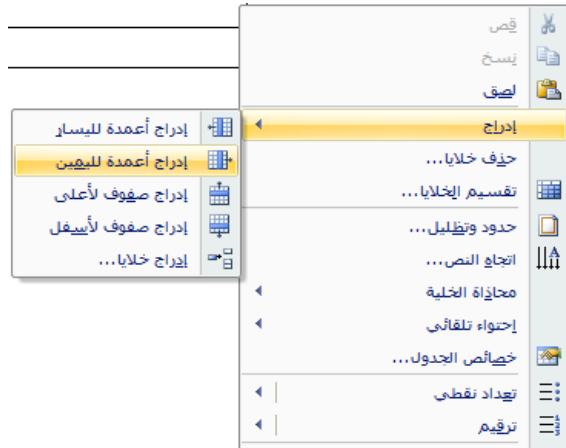 قص
نسخ
لصق
إدراج
حذف خلايا...
تقسيم الخلايا...
حدود وتظليل...
اتجاه النص...
محاذاة الخلية
إحتواء تلقائي
خصائص الجدول...
تعداد نقطي
ترقيم
إدراج أعمدة لليسار
إدراج أعمدة لليمين
إدراج صفوف لأعلى
إدراج صفوف لأسفل
إدراج خلايا...